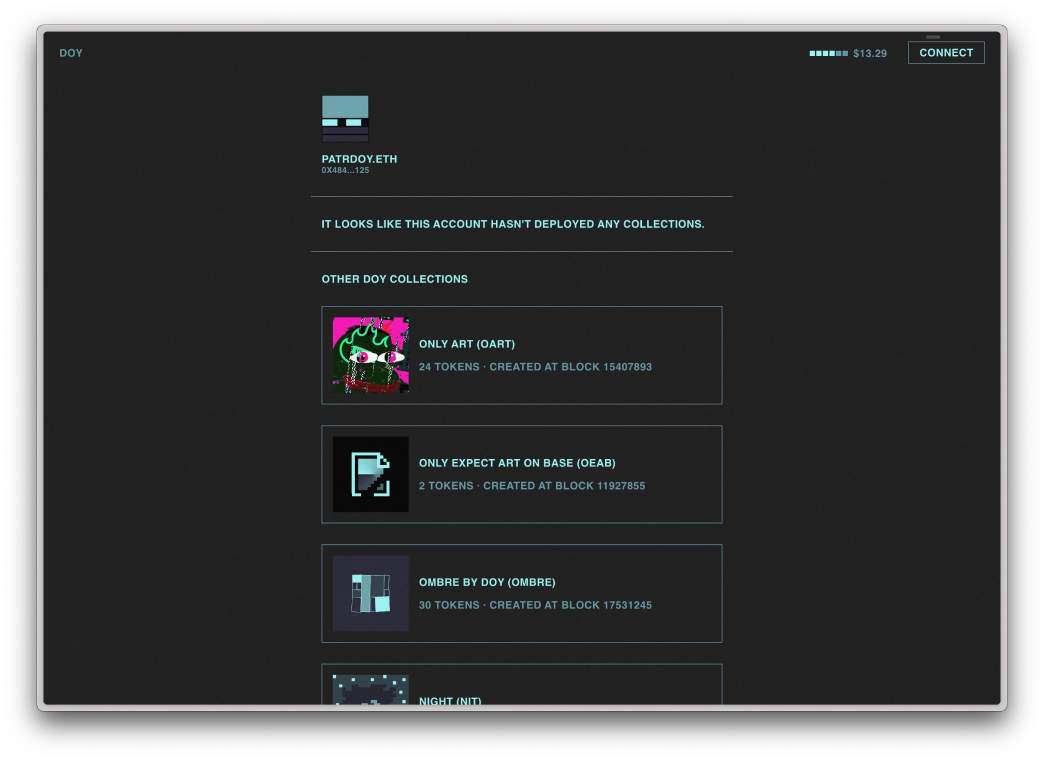 DOY
$13.29
CONNECT
PATRDOY.ETH
0X484...125
IT LOOKS LIKE THIS ACCOUNT HASN'T DEPLOYED ANY COLLECTIONS.
OTHER DOY COLLECTIONS
ONLY ART (OART)
24 TOKENS · CREATED AT BLOCK 15407893
ONLY EXPECT ART ON BASE (OEAB)
2 TOKENS · CREATED AT BLOCK 11927855
OMBRE BY DOY (OMBRE)
30 TOKENS · CREATED AT BLOCK 17531245
NIGHT (NIT)